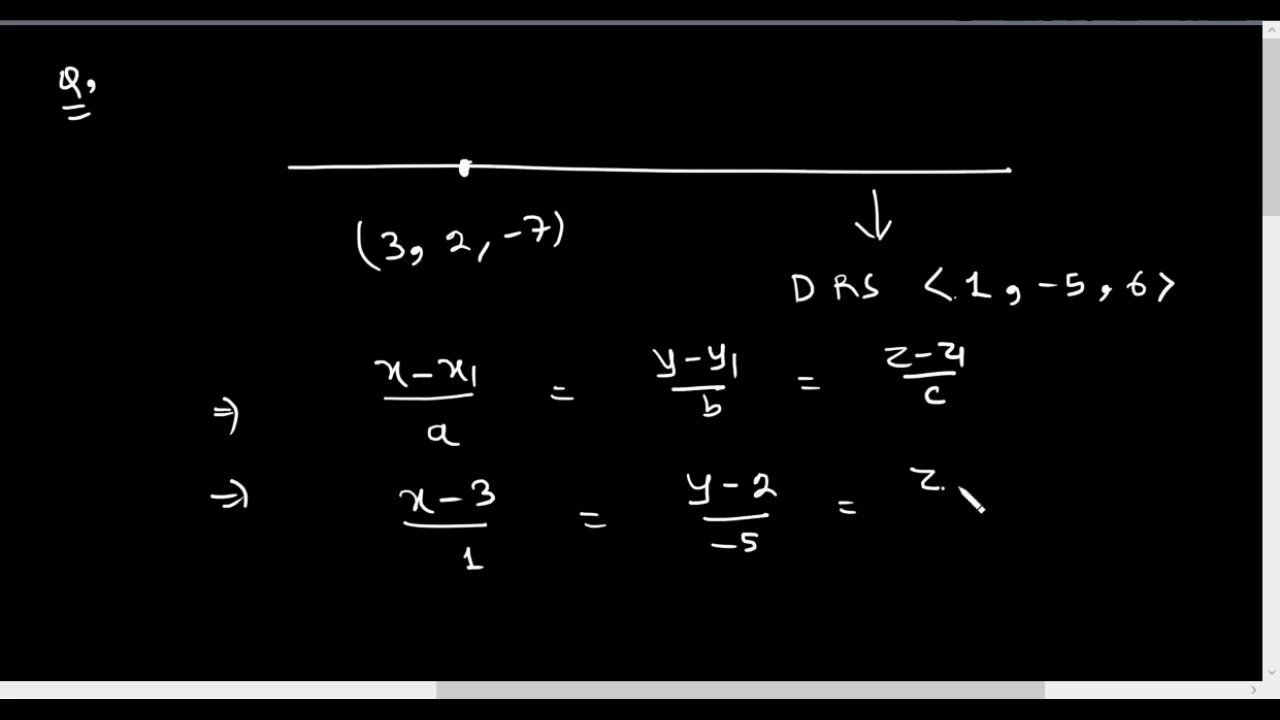 Q,
(3, 2, -7)
DRS <1, -5, 6>
⇒ x - x₁ / a = y - y₁ / b = z - z₁ / c
⇒ x - 3 / 1 = y - 2 / -5 = z